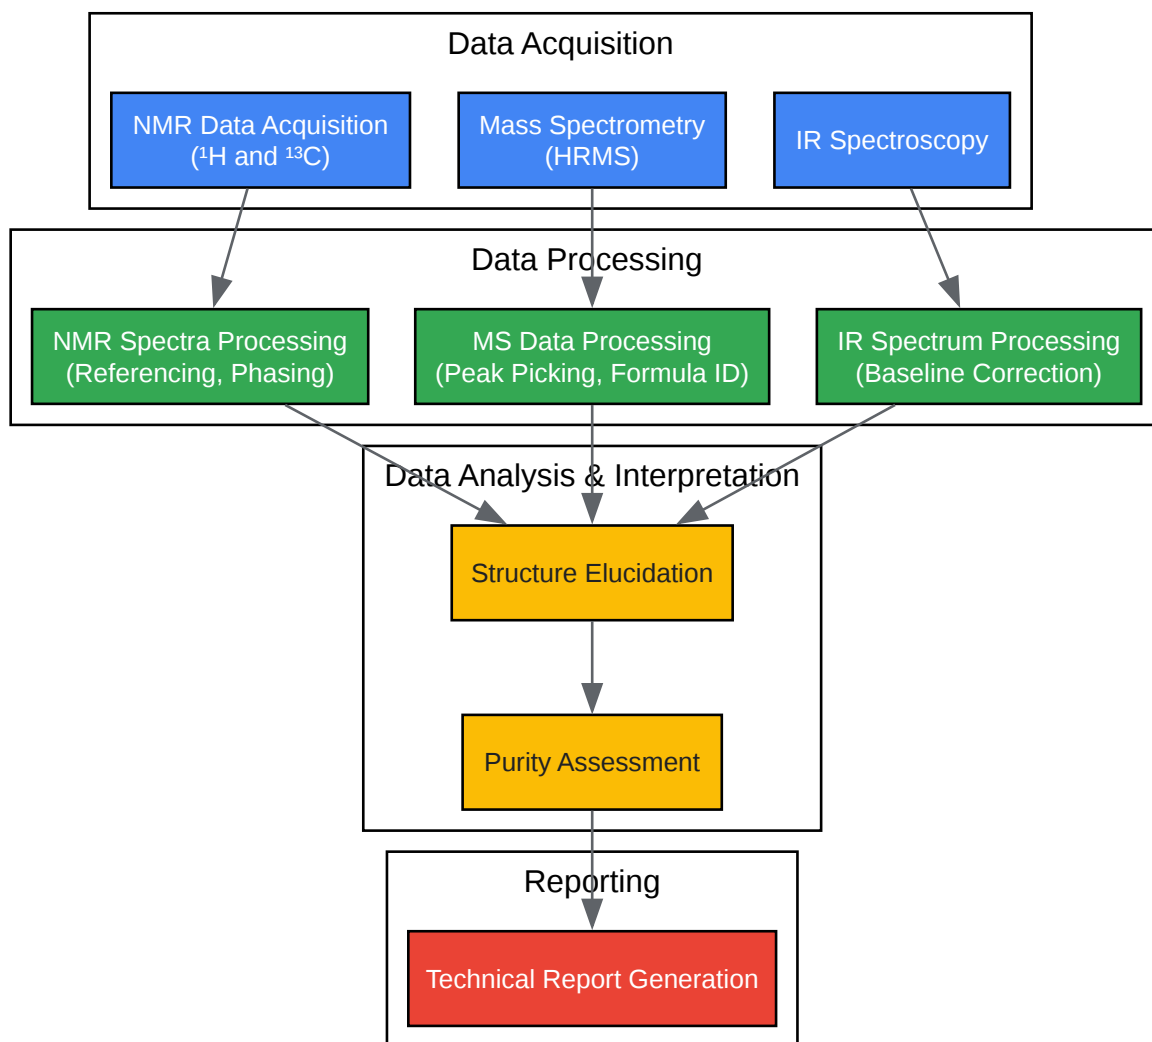 Data Acquisition
NMR Data Acquisition
(¹H and ¹³C)
Mass Spectrometry
(HRMS)
IR Spectroscopy
Data Processing
NMR Spectra Processing
(Referencing, Phasing)
MS Data Processing
(Peak Picking, Formula ID)
IR Spectrum Processing
(Baseline Correction)
Data Analysis & Interpretation
Structure Elucidation
Purity Assessment
Reporting
Technical Report Generation